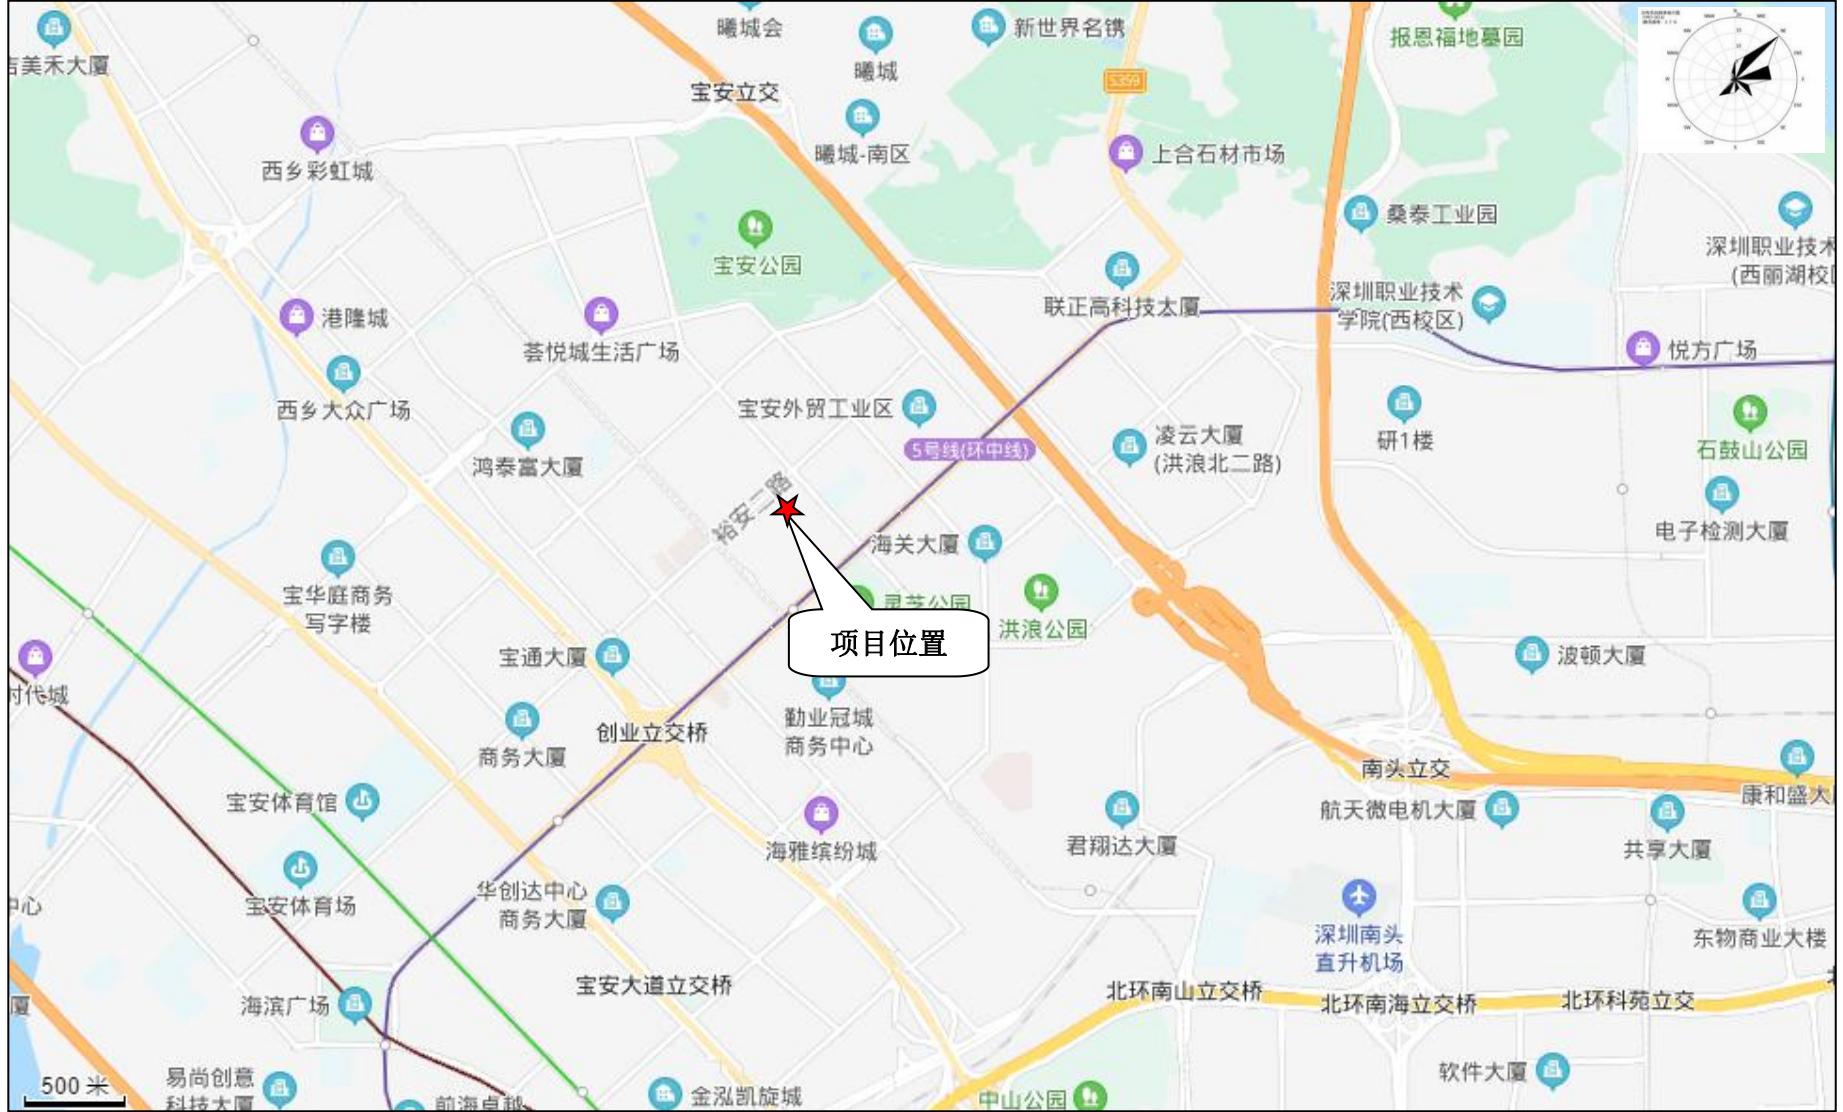 曦城会
新世界名镌
报恩福地墓园
吉美禾大厦
曦城
S359
宝安立交
曦城-南区
上合石材市场
西乡彩虹城
桑泰工业园
宝安公园
深圳职业技术
(西丽湖校区
联正高科技大厦
深圳职业技术
学院(西校区)
港隆城
荟悦城生活广场
悦方广场
西乡大众广场
宝安外贸工业区
凌云大厦
(洪浪北二路)
研1楼
5号线(环中线)
石鼓山公园
鸿泰富大厦
裕安二路
电子检测大厦
海关大厦
宝华庭商务
写字楼
灵芝公园
洪浪公园
项目位置
宝通大厦
波顿大厦
时代城
勤业冠城
商务中心
创业立交桥
商务大厦
南头立交
康和盛大
宝安体育馆
航天微电机大厦
海雅缤纷城
君翔达大厦
共享大厦
华创达中心
商务大厦
中心
宝安体育场
深圳南头
直升机场
东物商业大楼
宝安大道立交桥
北环南山立交桥
北环南海立交桥
北环科苑立交
海滨广场
厦
软件大厦
500 米
易尚创意
科技大厦
前海卓越
金泓凯旋城
中山公园